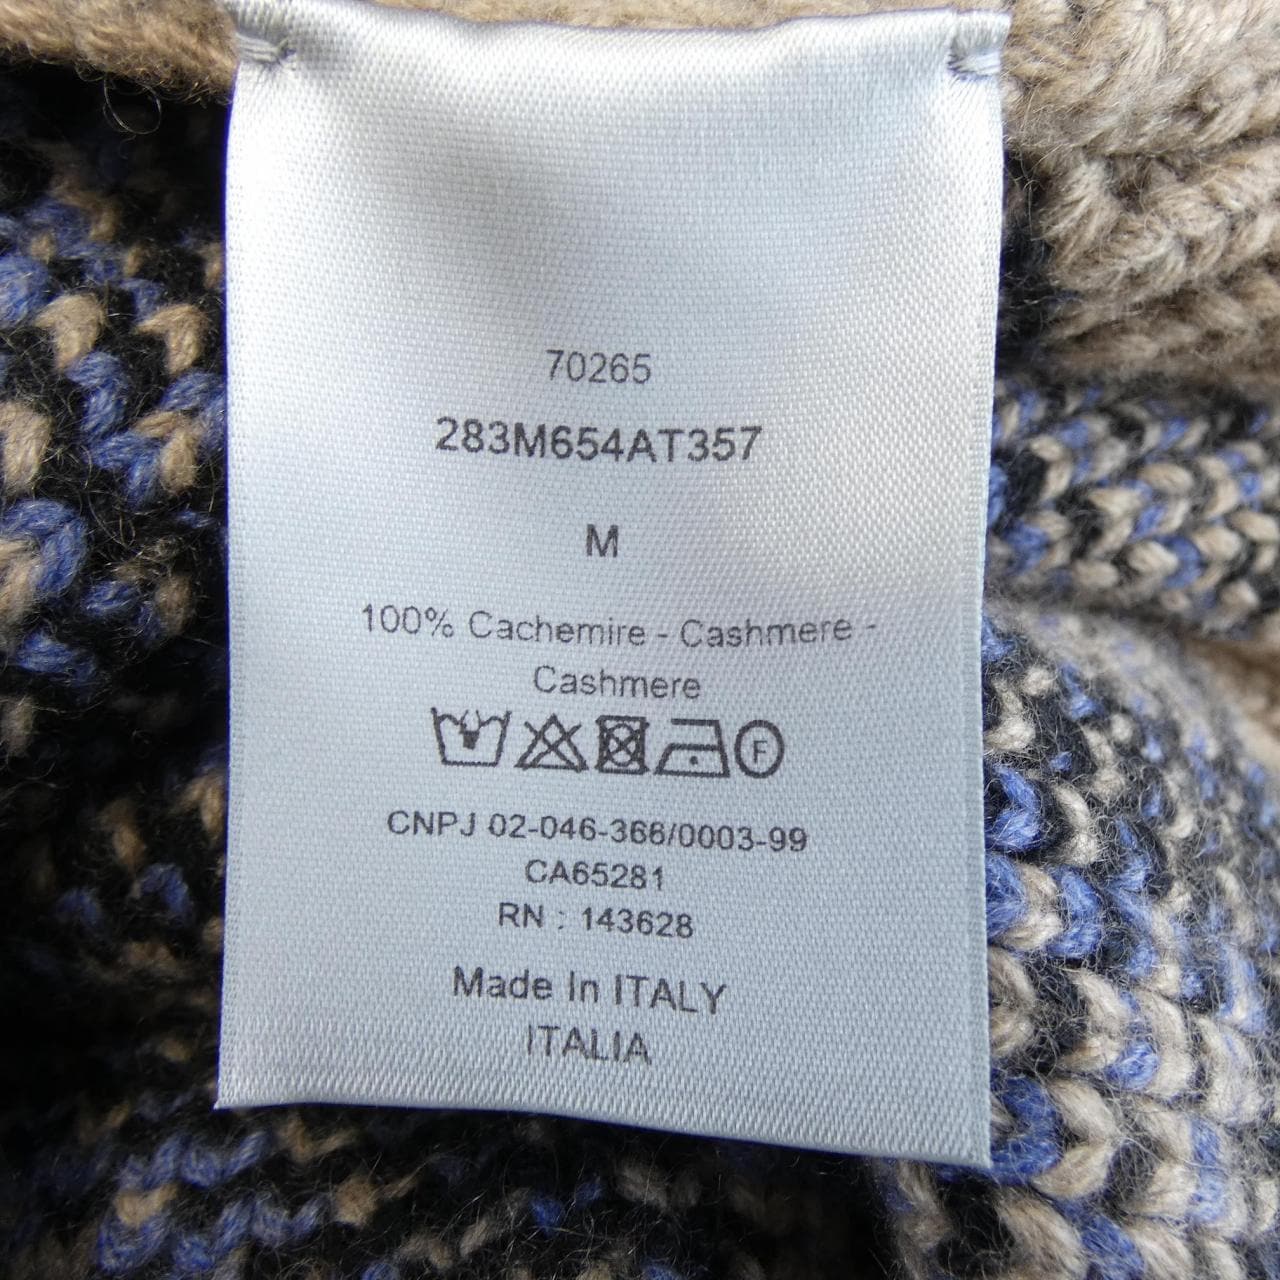 70265
283M654AT357
M
100% Cachemire - Cashmere -
Cashmere
F
CNPJ 02-046-366/0003-99
CA65281
RN : 143628
Made In ITALY
ITALIA